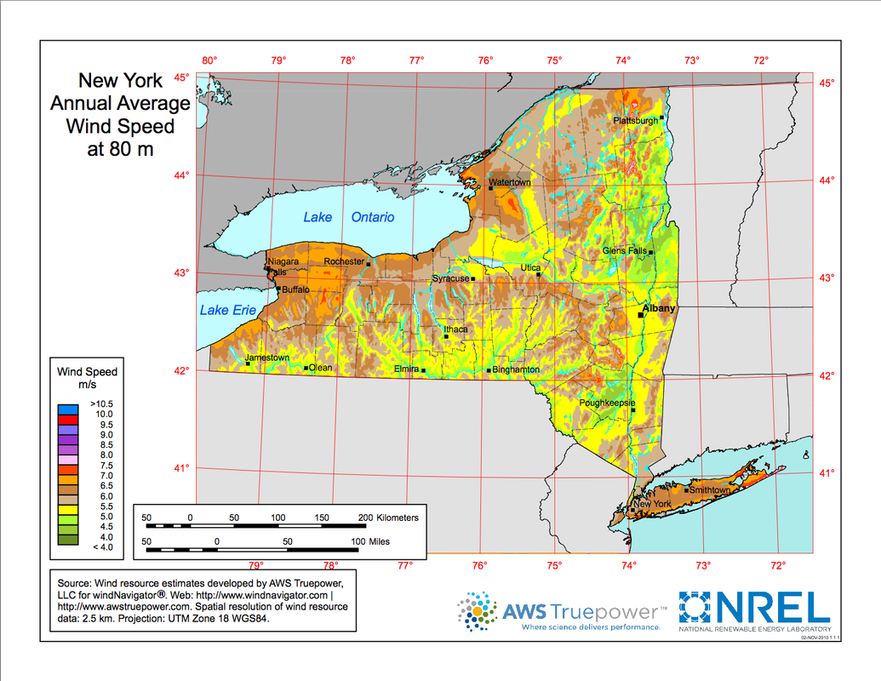 New York
Annual Average
Wind Speed
at 80 m
80° 79° 78° 77° 76° 75° 74° 73° 72°
45° 45°
44° 44°
43° 43°
42° 42°
41° 41°
Plattsburgh
Watertown
Lake Ontario
Glens Falls
Niagara
Falls
Rochester
Utica
Syracuse
Buffalo
Lake Erie
Albany
Ithaca
Jamestown
Olean
Elmira
Binghamton
Poughkeepsie
Smithtown
New York
Wind Speed
m/s
>10.5
10.0
9.5
9.0
8.5
8.0
7.5
7.0
6.5
6.0
5.5
5.0
4.5
4.0
< 4.0
50 0 50 100 150 200 Kilometers
50 0 50 100 Miles
79° 78° 77° 76° 75° 74° 73° 72°
Source: Wind resource estimates developed by AWS Truepower,
LLC for windNavigator®. Web: http://www.windnavigator.com |
http://www.awstruepower.com. Spatial resolution of wind resource
data: 2.5 km. Projection: UTM Zone 18 WGS84.
AWS Truepower™
Where science delivers performance.
NREL
NATIONAL RENEWABLE ENERGY LABORATORY
02-NOV-2010 1.1.1